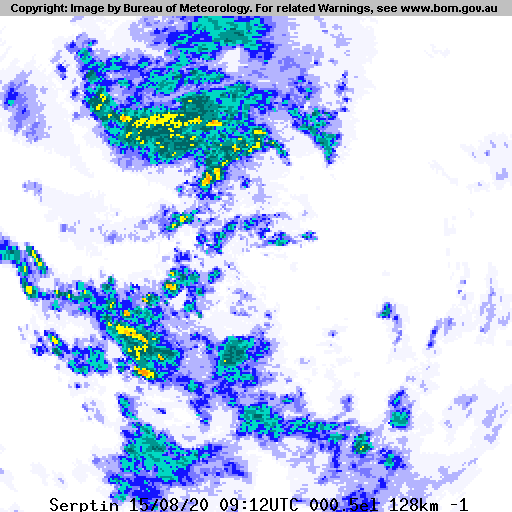 Copyright: Image by Bureau of Meteorology. For related Warnings, see www.bom.gov.au
Serptin 15/08/20 09:12UTC 000 Sel 128km -1